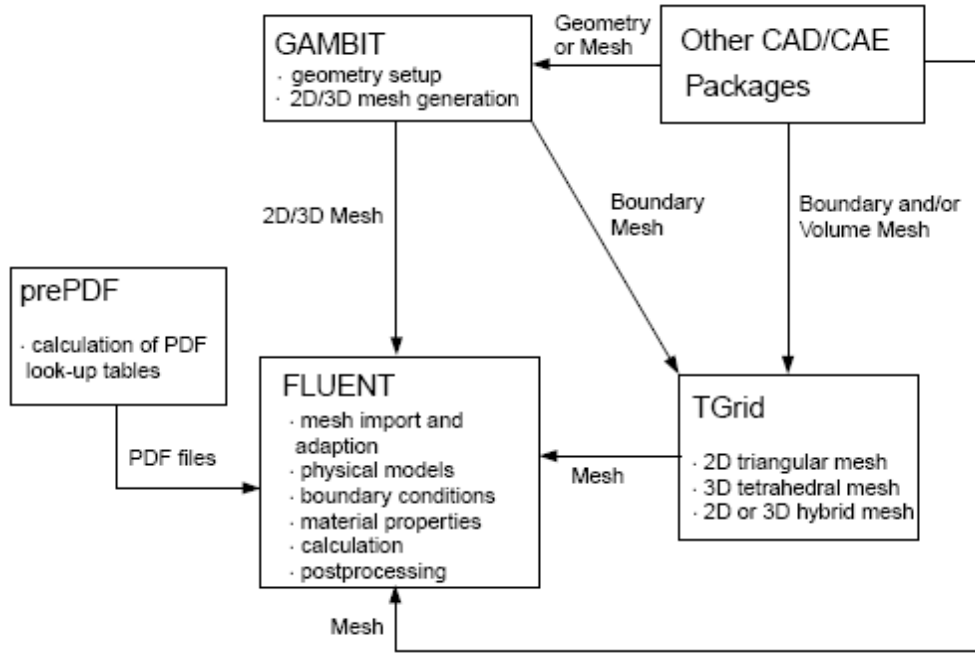 GAMBIT
· geometry setup
· 2D/3D mesh generation
Geometry
or Mesh
Other CAD/CAE
Packages
2D/3D Mesh
Boundary
Mesh
Boundary and/or
Volume Mesh
prePDF
· calculation of PDF
look-up tables
PDF files
FLUENT
· mesh import and
adaption
· physical models
· boundary conditions
· material properties
· calculation
· postprocessing
Mesh
TGrid
· 2D triangular mesh
· 3D tetrahedral mesh
· 2D or 3D hybrid mesh
Mesh